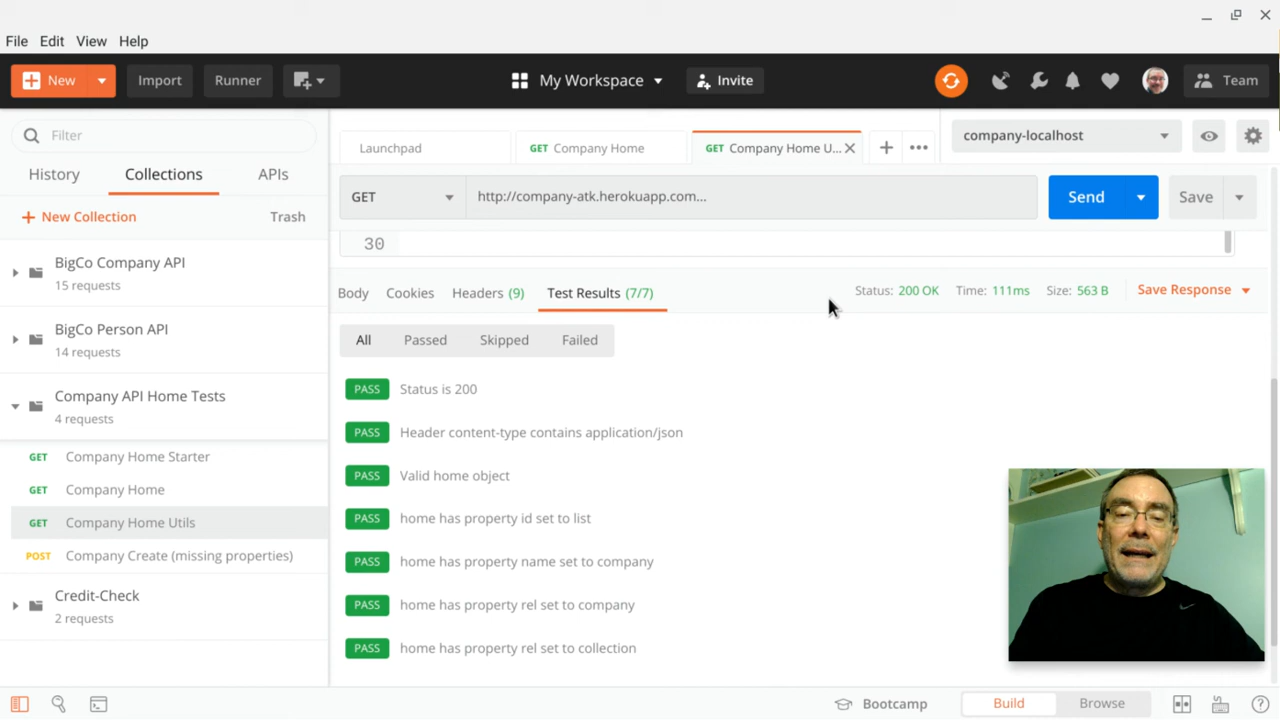 File Edit View Help
New Import Runner My Workspace Invite Team
Filter
Launchpad GET Company Home GET Company Home U... company-localhost
History Collections APIs
GET http://company-atk.herokuapp.com... Send Save
New Collection Trash
30
BigCo Company API
15 requests
BigCo Person API
14 requests
Company API Home Tests
4 requests
GET Company Home Starter
GET Company Home
GET Company Home Utils
POST Company Create (missing properties)
Credit-Check
2 requests
Body Cookies Headers (9) Test Results (7/7) Status: 200 OK Time: 111ms Size: 563 B Save Response
All Passed Skipped Failed
PASS Status is 200
PASS Header content-type contains application/json
PASS Valid home object
PASS home has property id set to list
PASS home has property name set to company
PASS home has property rel set to company
PASS home has property rel set to collection
Bootcamp Build Browse